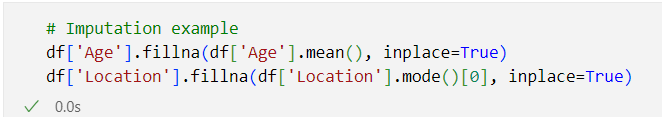 # Imputation example
df['Age'].fillna(df['Age'].mean(), inplace=True)
df['Location'].fillna(df['Location'].mode()[0], inplace=True)
0.0s